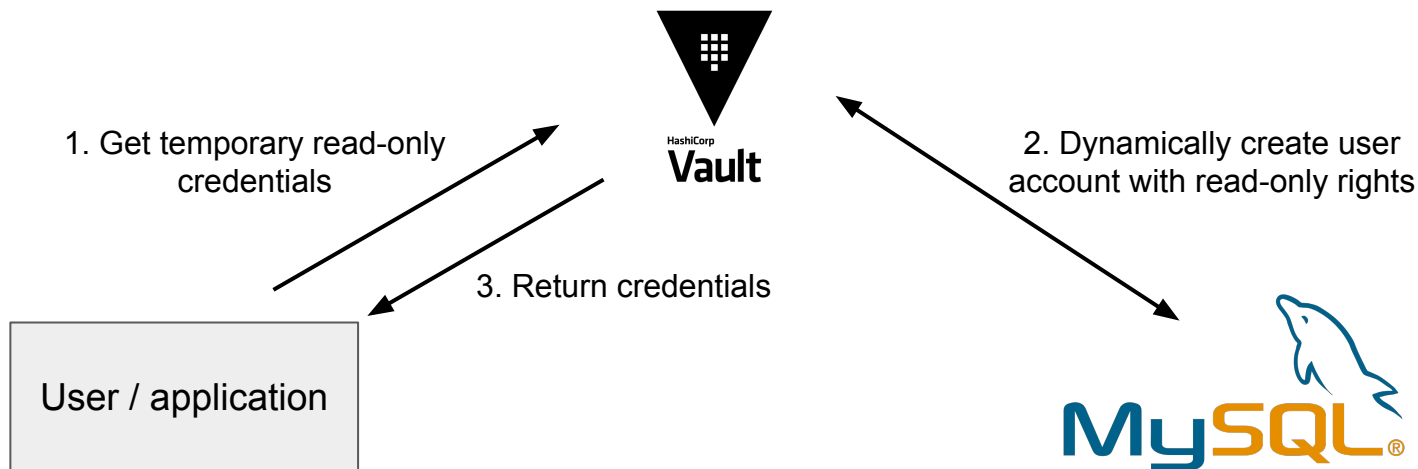 1. Get temporary read-only
credentials
HashiCorp
Vault
2. Dynamically create user
account with read-only rights
3. Return credentials
User / application
MySQL®